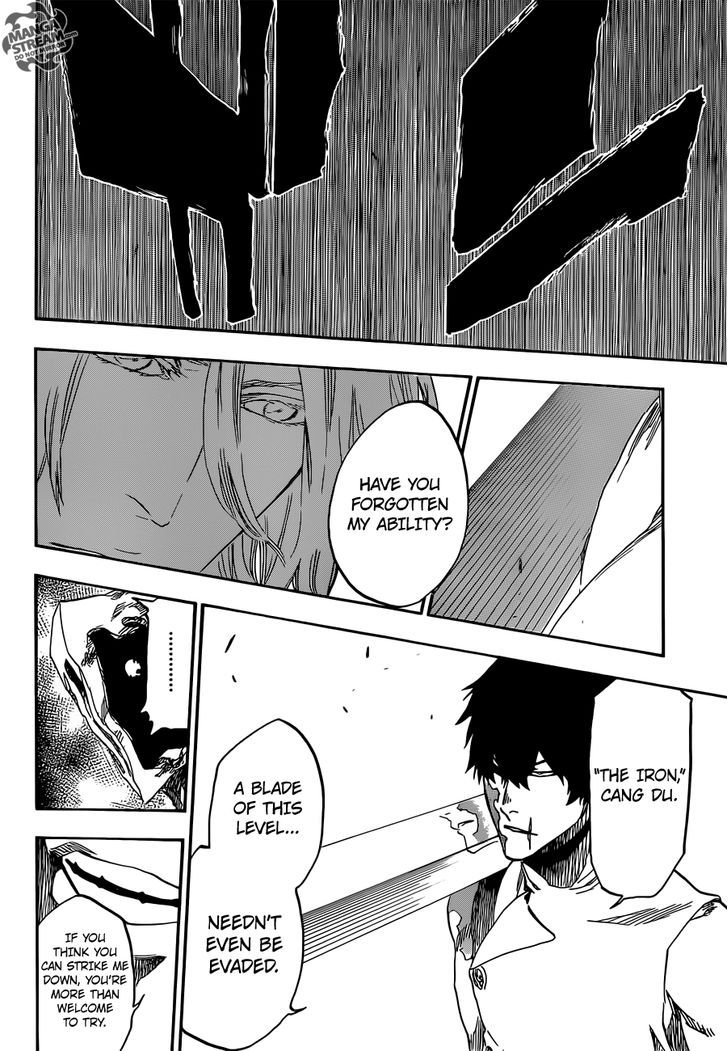 MANGA
STREAM
HAVE YOU
FORGOTTEN
MY ABILITY?
"THE IRON,"
CANG DU.
A BLADE
OF THIS
LEVEL...
NEEDN'T
EVEN BE
EVADED.
..........
IF YOU
THINK YOU
CAN STRIKE ME
DOWN, YOU'RE
MORE THAN
WELCOME
TO TRY.